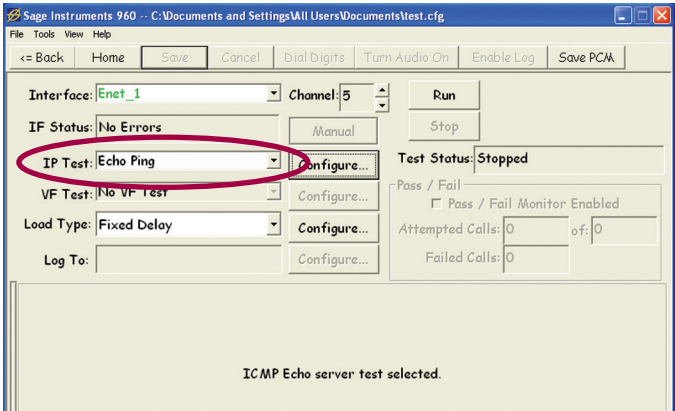 Sage Instruments 960 -- C:\Documents and Settings\All Users\Documents\test.cfg
File Tools View Help
<= Back Home Save Cancel Dial Digits Turn Audio On Enable Log Save PCM
Interface: Enet_1 Channel: 5 Run
IF Status: No Errors Manual Stop
IP Test: Echo Ping Configure... Test Status: Stopped
VF Test: No VF Test Configure... Pass / Fail
Pass / Fail Monitor Enabled
Load Type: Fixed Delay Configure... Attempted Calls: 0 of: 0
Log To: Configure... Failed Calls: 0
ICMP Echo server test selected.